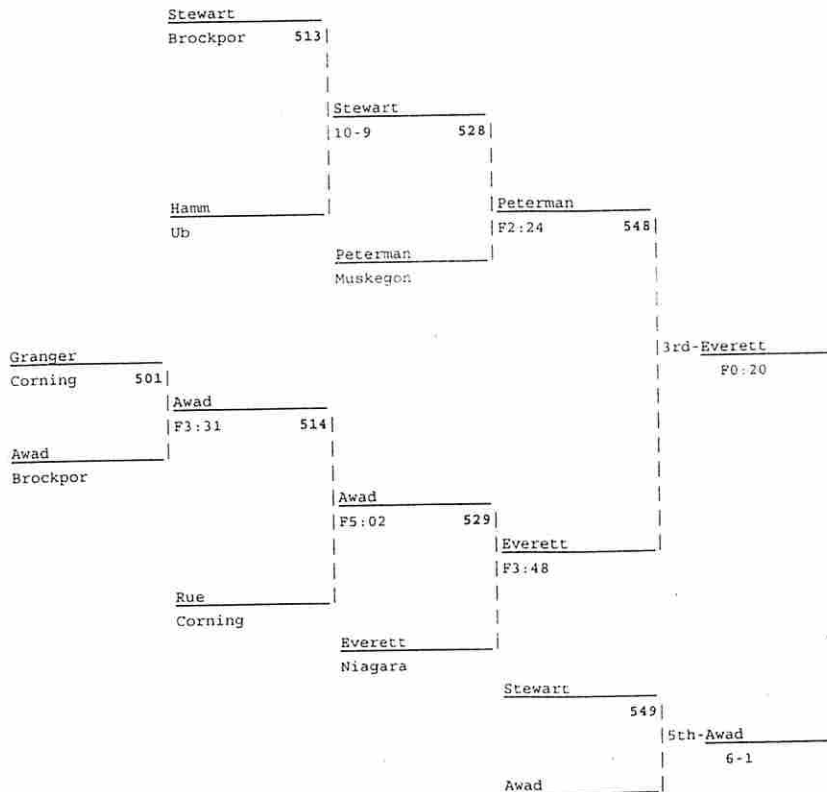 Stewart
Brockpor 513
Stewart
10-9 528
Hamm
Ub
Peterman
F2:24 548
Peterman
Muskegon
3rd-Everett
F0:20
Granger
Corning 501
Awad
F3:31 514
Awad
Brockpor
Awad
F5:02 529
Everett
F3:48
Rue
Corning
Everett
Niagara
Stewart
549
5th-Awad
6-1
Awad